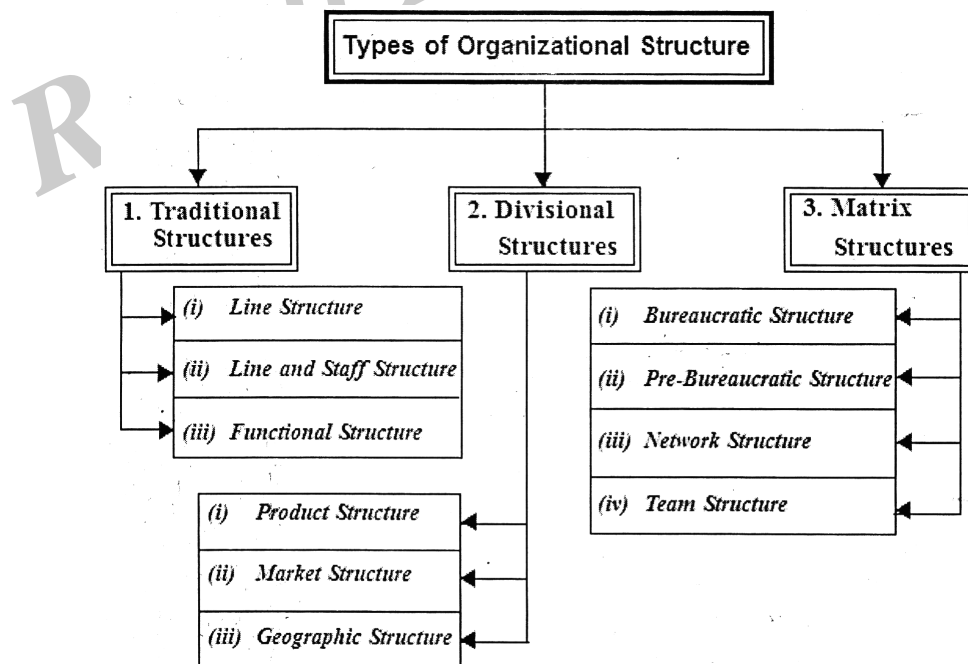 Types of Organizational Structure
1. Traditional
Structures
2. Divisional
Structures
3. Matrix
Structures
(i) Line Structure
(ii) Line and Staff Structure
(iii) Functional Structure
(i) Product Structure
(ii) Market Structure
(iii) Geographic Structure
(i) Bureaucratic Structure
(ii) Pre-Bureaucratic Structure
(iii) Network Structure
(iv) Team Structure
R